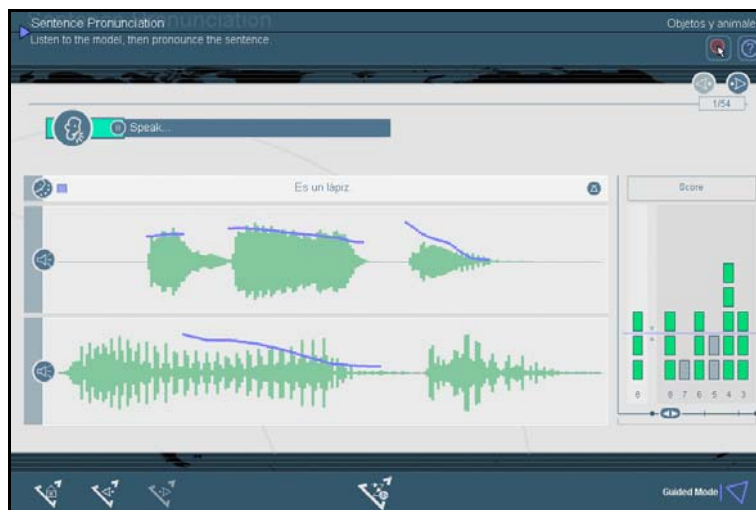 Sentence Pronunciation
Objetos y animale
Listen to the model, then pronounce the sentence.
1/54
Speak...
Es un lápiz.
Score
8 8 7 6 5 4 3
Guided Mode